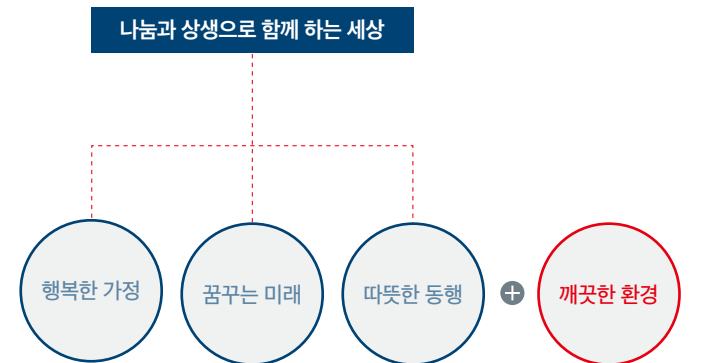 나눔과 상생으로 함께 하는 세상
행복한 가정
꿈꾸는 미래
따뜻한 동행
깨끗한 환경